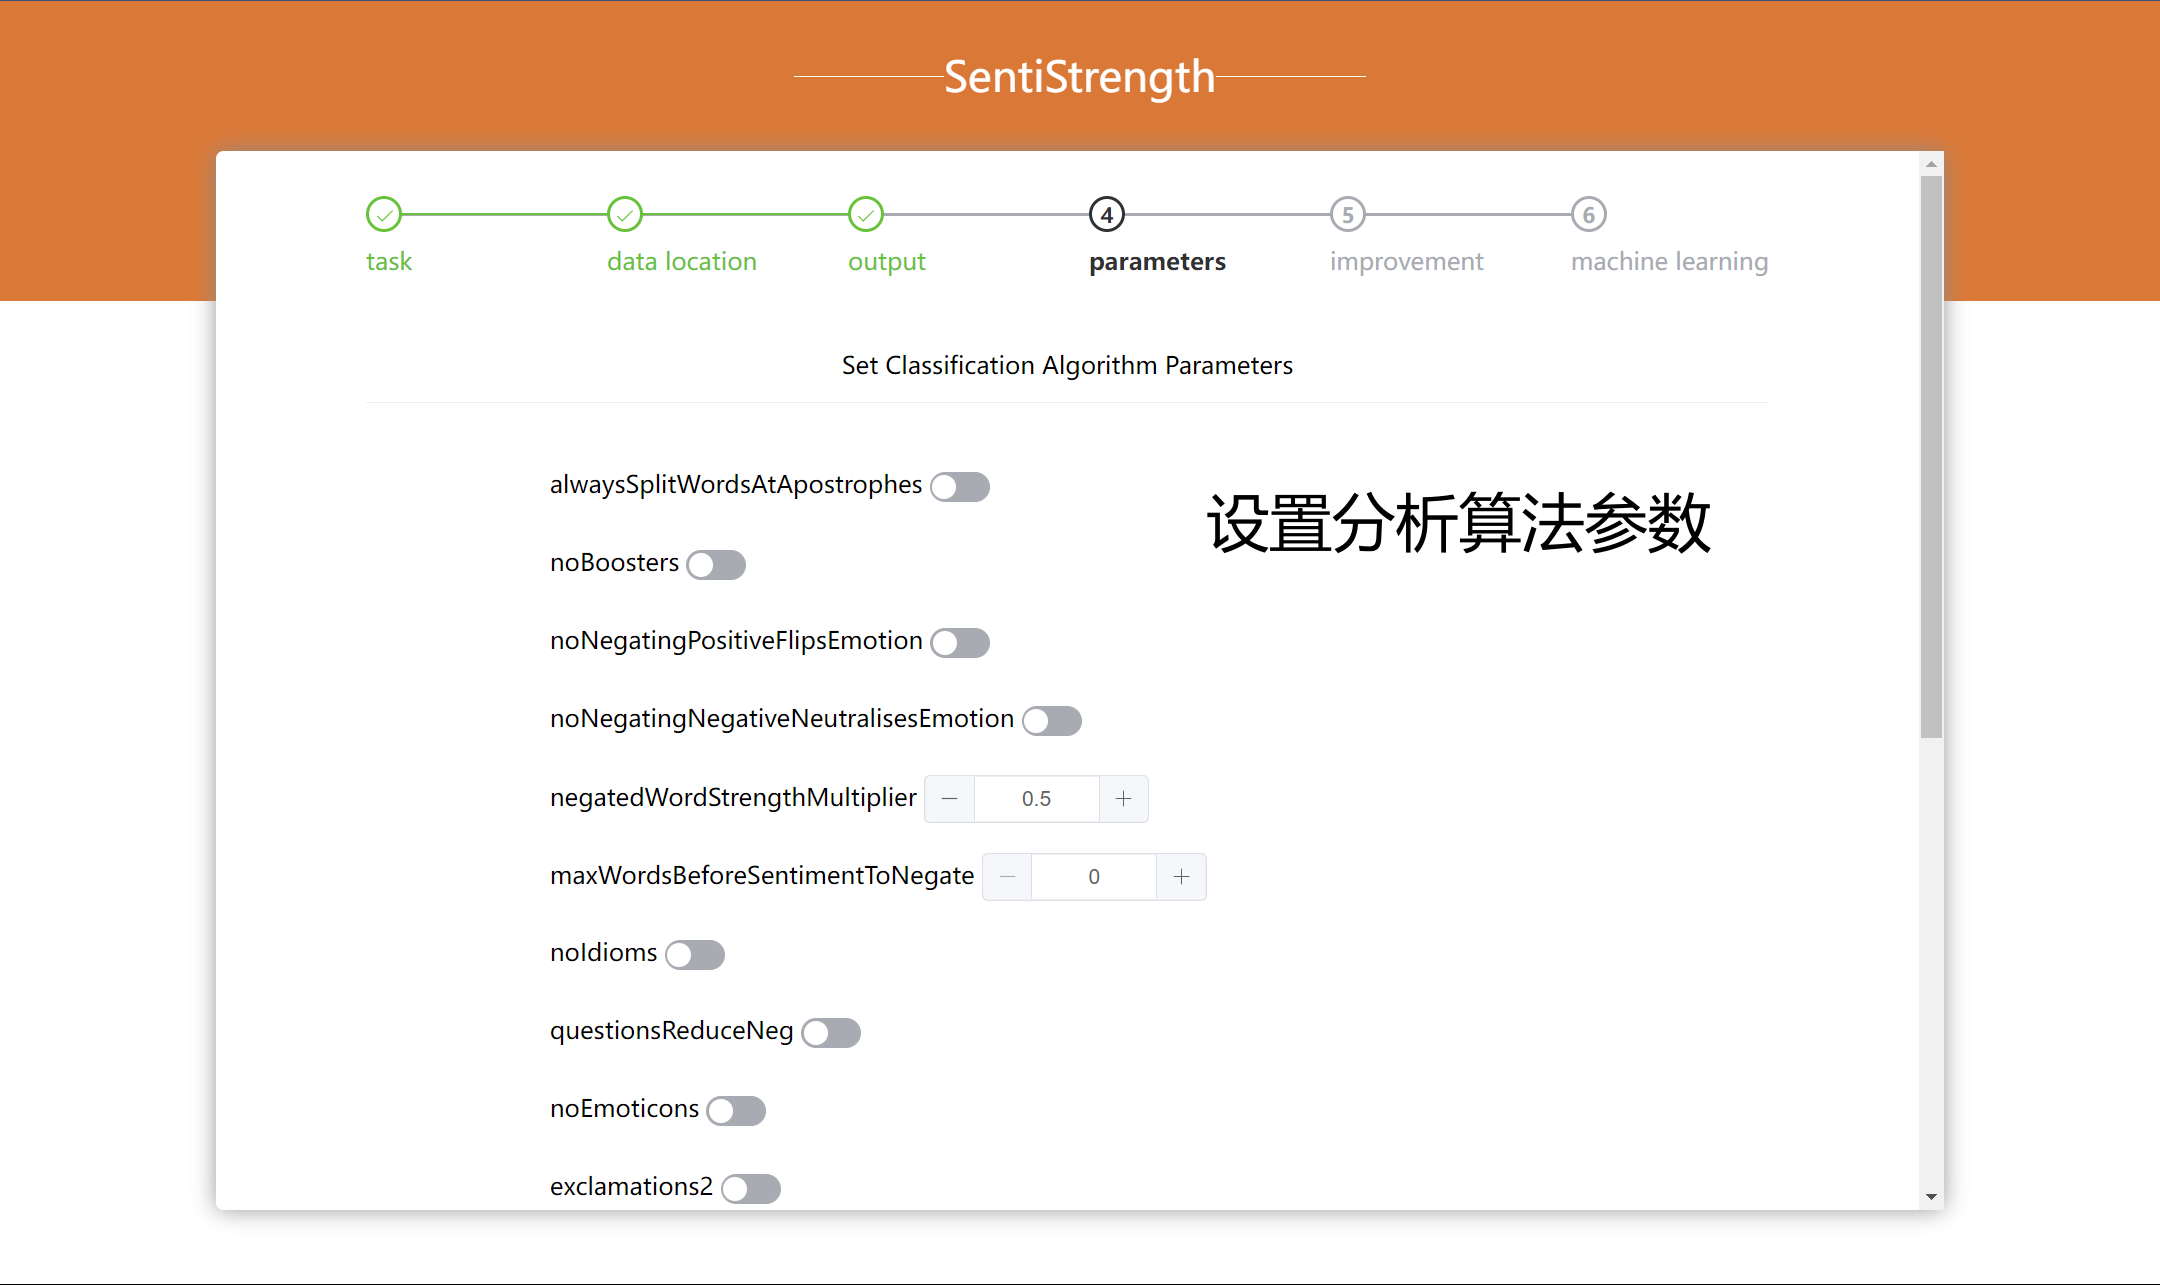 SentiStrength
4
5
6
task
data location
output
parameters
improvement
machine learning
Set Classification Algorithm Parameters
alwaysSplitWordsAtApostrophes
设置分析算法参数
noBoosters
noNegatingPositiveFlipsEmotion
noNegatingNegativeNeutralisesEmotion
negatedWordStrengthMultiplier
0.5
maxWordsBeforeSentimentToNegate
0
noIdioms
questionsReduceNeg
noEmoticons
exclamations2